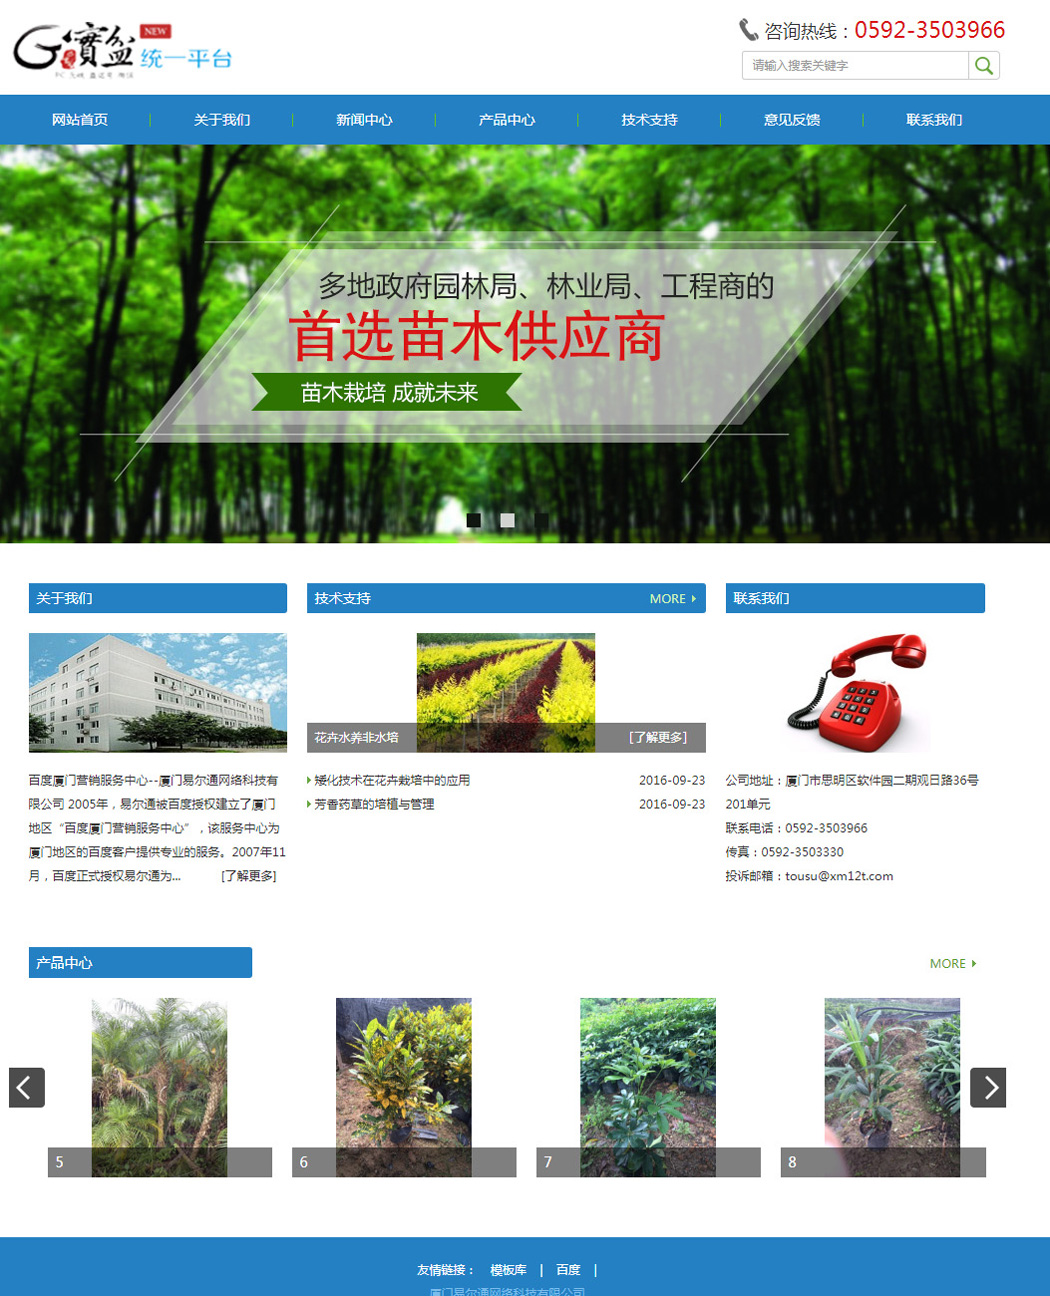 G實盆 NEW
统一平台
咨询热线：0592-3503966
请输入搜索关键字
网站首页 | 关于我们 | 新闻中心 | 产品中心 | 技术支持 | 意见反馈 | 联系我们
多地政府园林局、林业局、工程商的
首选苗木供应商
苗木栽培 成就未来
关于我们
百度厦门营销服务中心--厦门易尔通网络科技有
限公司 2005年，易尔通被百度授权建立了厦门
地区“百度厦门营销服务中心”，该服务中心为
厦门地区的百度客户提供专业的服务。2007年11
月，百度正式授权易尔通为... [了解更多]
技术支持 MORE
花卉水养非水培 [了解更多]
矮化技术在花卉栽培中的应用 2016-09-23
芳香药草的培植与管理 2016-09-23
联系我们
公司地址：厦门市思明区软件园二期观日路36号
201单元
联系电话：0592-3503966
传真：0592-3503330
投诉邮箱：tousu@xm12t.com
产品中心 MORE
5 6 7 8
友情链接： 模板库 | 百度 |
厦门易尔通网络科技有限公司